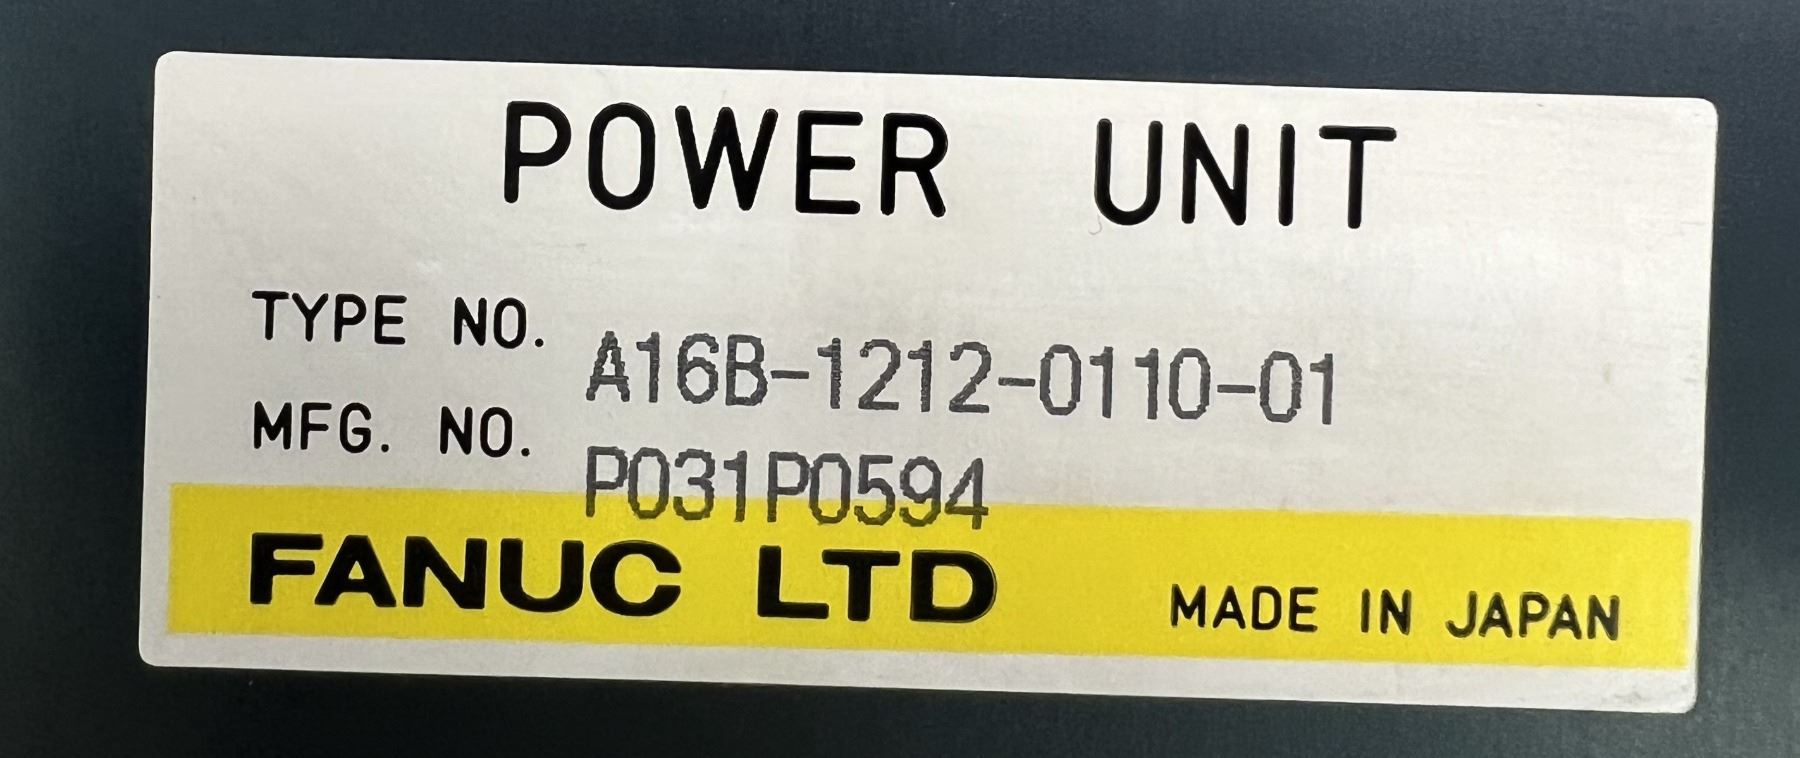 POWER UNIT
TYPE NO. A16B-1212-0110-01
MFG. NO. P031P0594
FANUC LTD MADE IN JAPAN